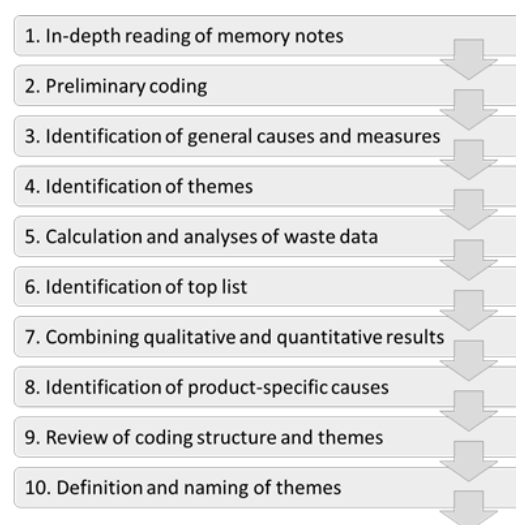 1. In-depth reading of memory notes
2. Preliminary coding
3. Identification of general causes and measures
4. Identification of themes
5. Calculation and analyses of waste data
6. Identification of top list
7. Combining qualitative and quantitative results
8. Identification of product-specific causes
9. Review of coding structure and themes
10. Definition and naming of themes